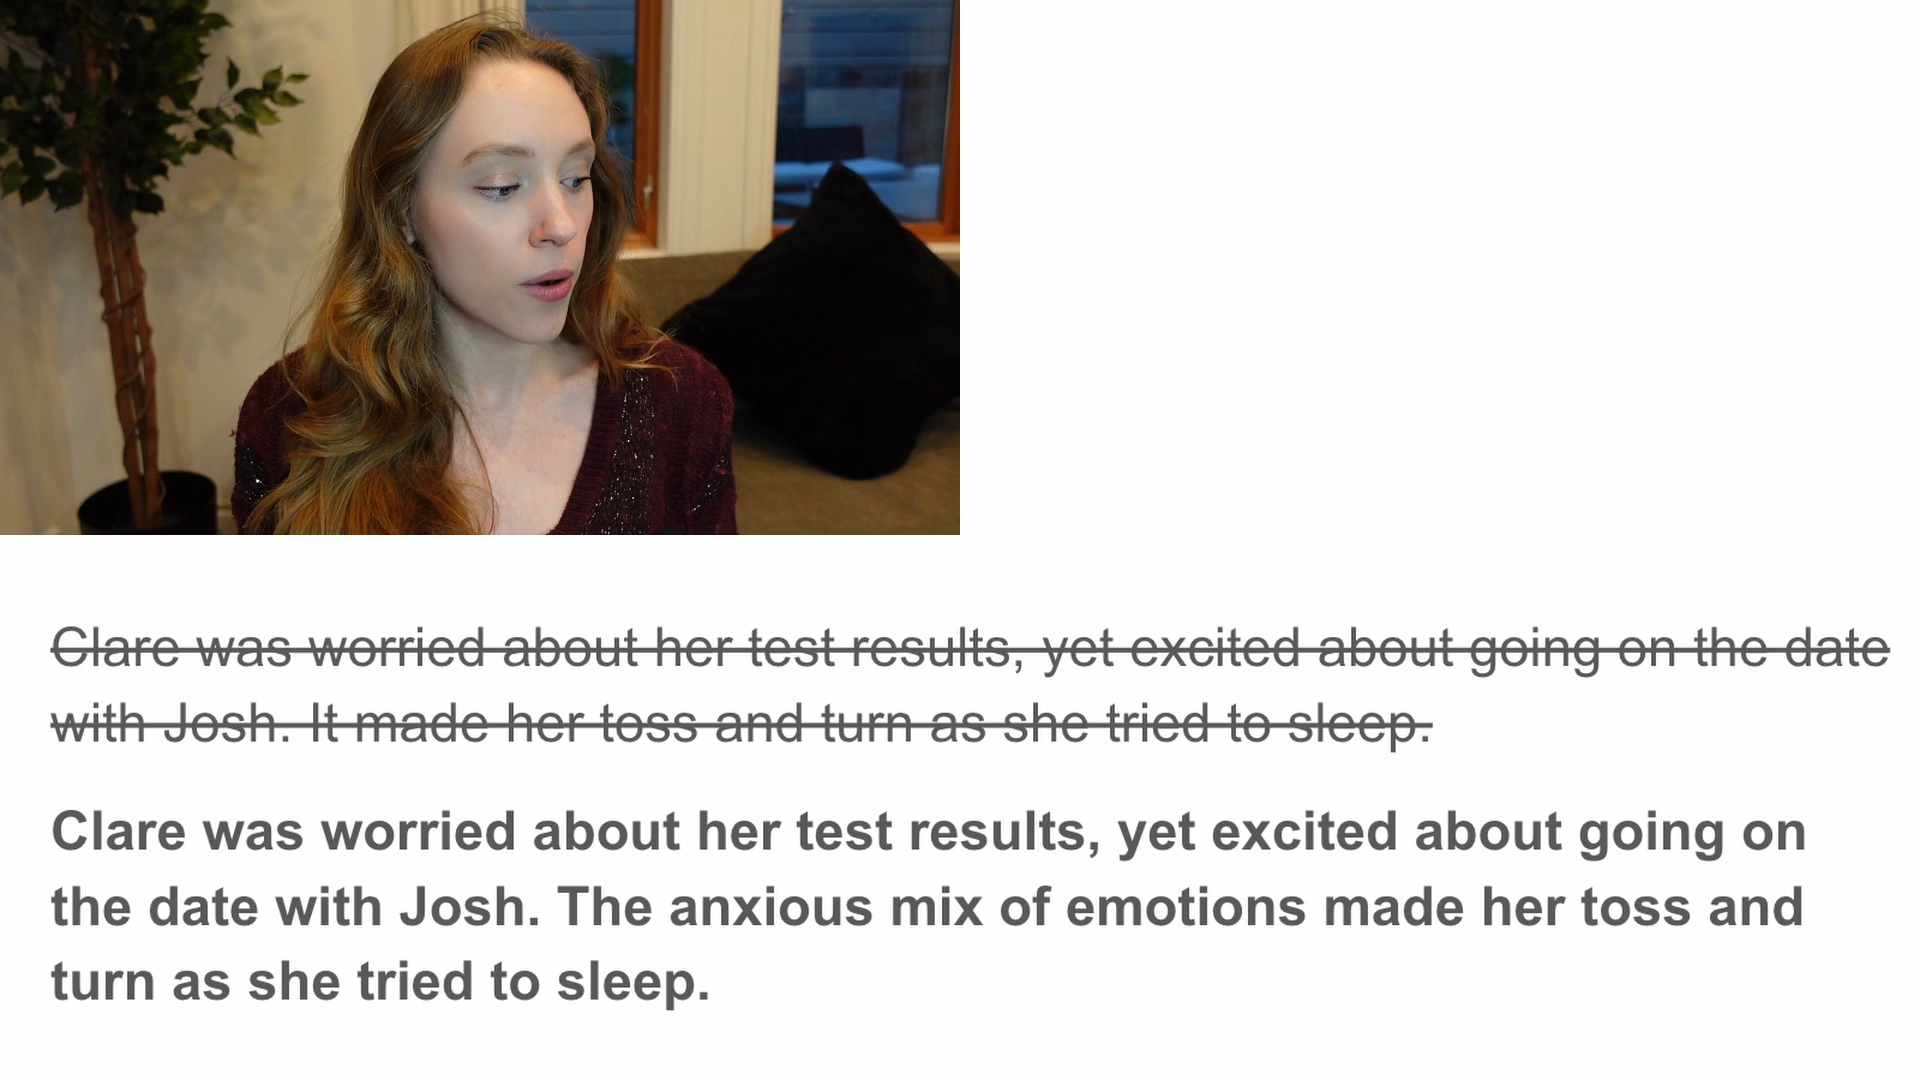 Clare was worried about her test results, yet excited about going on the date
with Josh. It made her toss and turn as she tried to sleep.
Clare was worried about her test results, yet excited about going on
the date with Josh. The anxious mix of emotions made her toss and
turn as she tried to sleep.